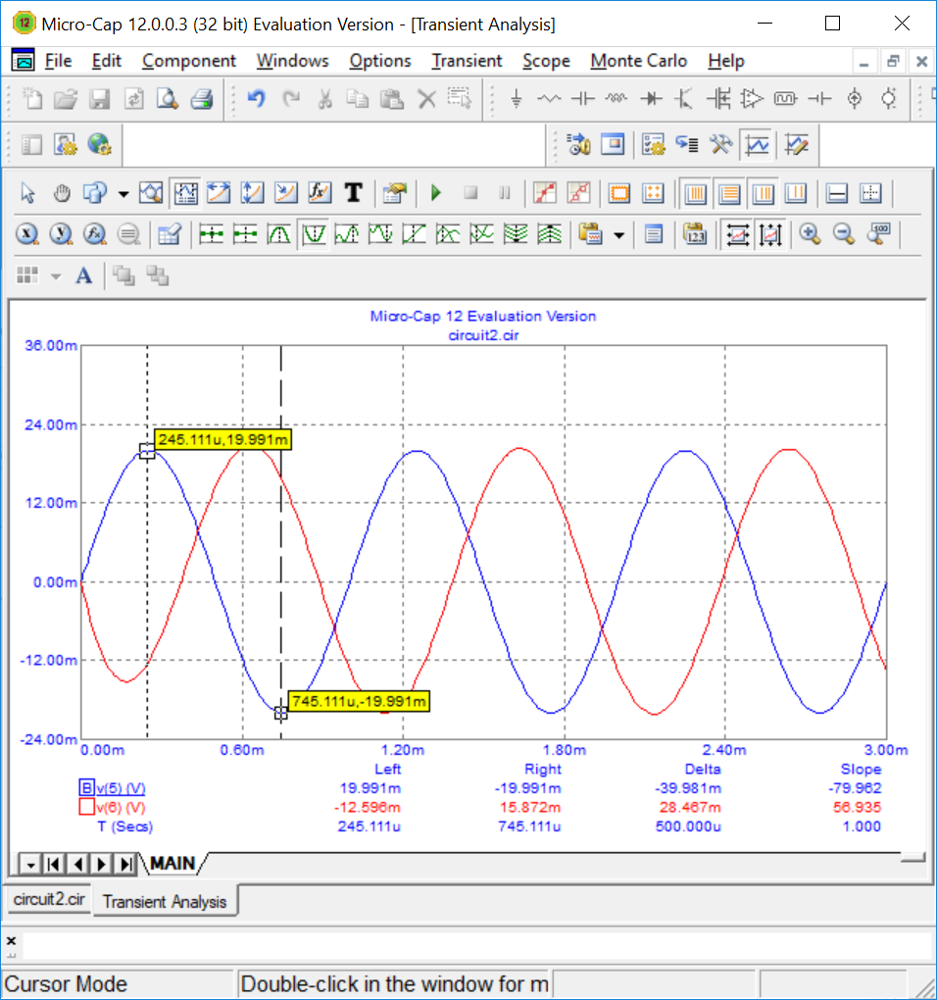 12 Micro-Cap 12.0.0.3 (32 bit) Evaluation Version - [Transient Analysis]
File Edit Component Windows Options Transient Scope Monte Carlo Help
T
123
100
A
Micro-Cap 12 Evaluation Version
circuit2.cir
36.00m
24.00m
245.111u,19.991m
12.00m
0.00m
-12.00m
745.111u,-19.991m
-24.00m
0.00m 0.60m 1.20m 1.80m 2.40m 3.00m
Left Right Delta Slope
B v(5) (V) 19.991m -19.991m -39.981m -79.962
v(6) (V) -12.596m 15.872m 28.467m 56.935
T (Secs) 245.111u 745.111u 500.000u 1.000
MAIN
circuit2.cir Transient Analysis
Cursor Mode Double-click in the window for m